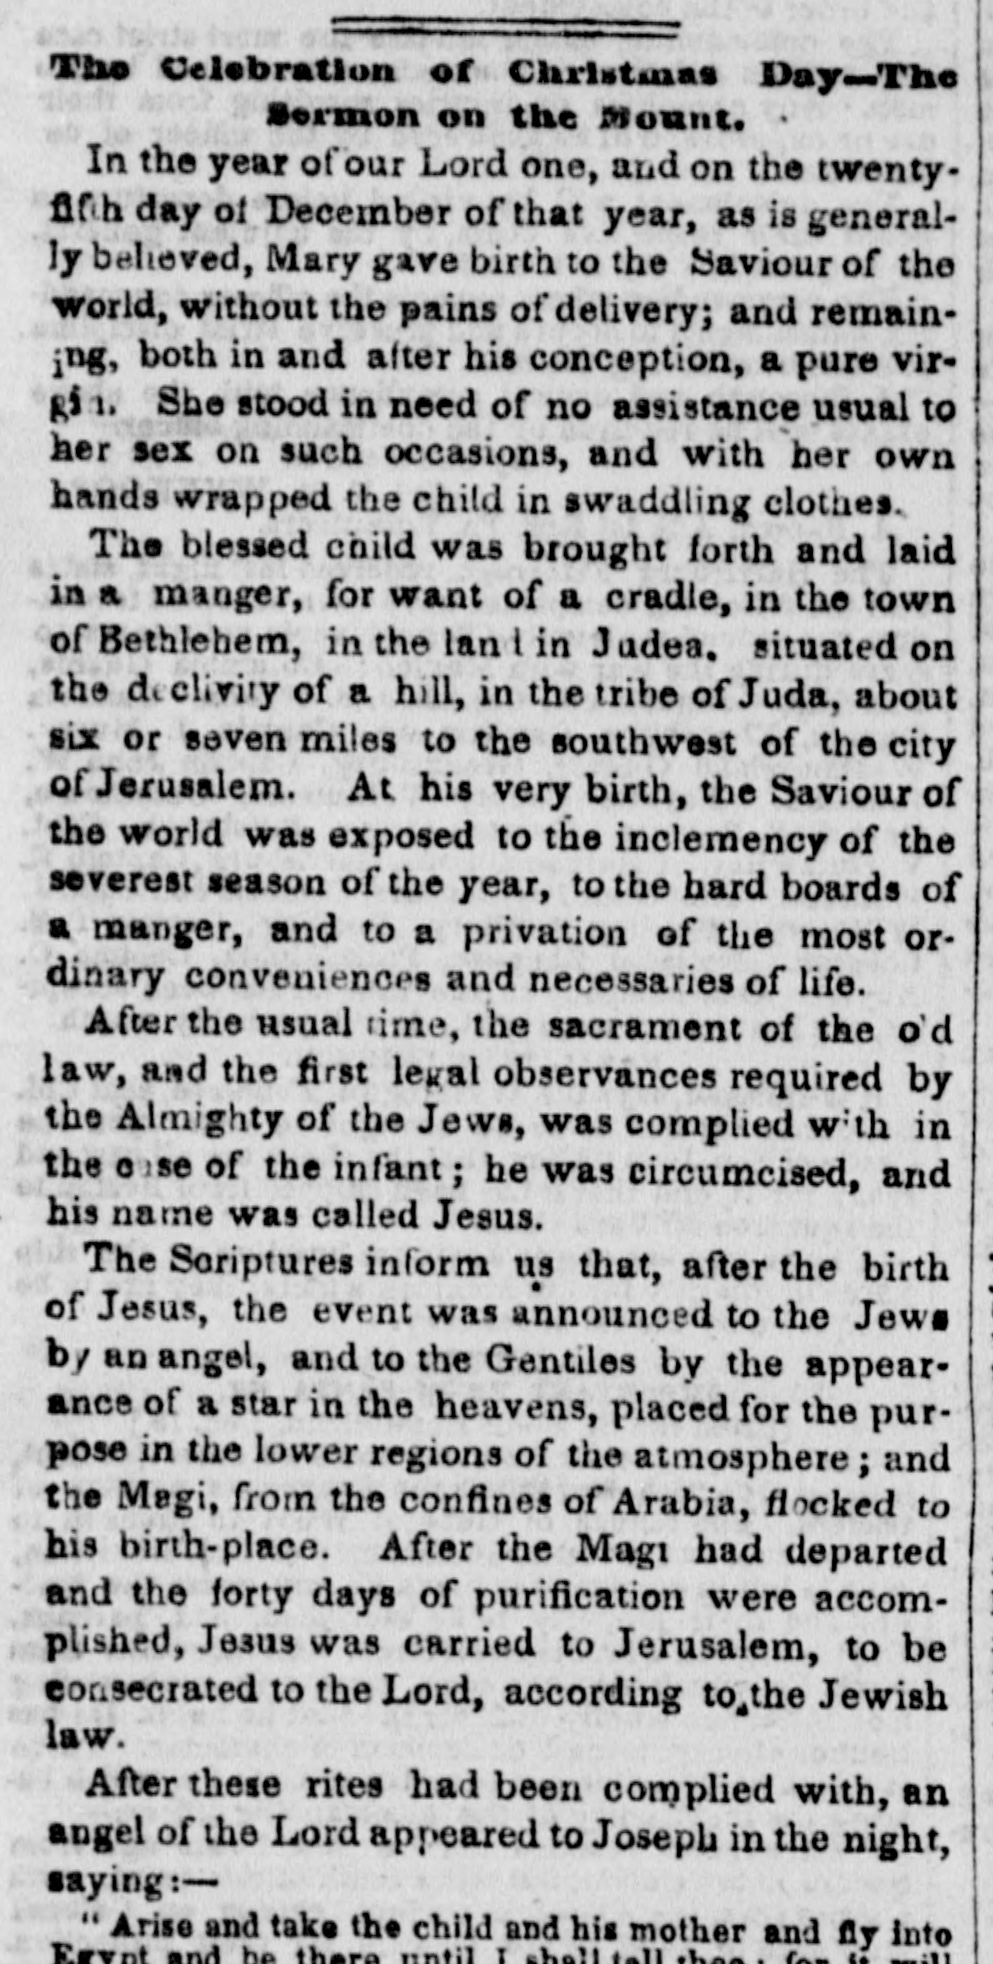 The Celebration of Christmas Day—The
Sermon on the Mount.
In the year of our Lord one, and on the twenty-
fifth day of December of that year, as is general-
ly believed, Mary gave birth to the Saviour of the
world, without the pains of delivery; and remain-
ing, both in and after his conception, a pure vir-
gin. She stood in need of no assistance usual to
her sex on such occasions, and with her own
hands wrapped the child in swaddling clothes.
The blessed child was brought forth and laid
in a manger, for want of a cradle, in the town
of Bethlehem, in the land in Judea. situated on
the declivity of a hill, in the tribe of Juda, about
six or seven miles to the southwest of the city
of Jerusalem. At his very birth, the Saviour of
the world was exposed to the inclemency of the
severest season of the year, to the hard boards of
a manger, and to a privation of the most or-
dinary conveniences and necessaries of life.
After the usual time, the sacrament of the old
law, and the first legal observances required by
the Almighty of the Jews, was complied with in
the case of the infant; he was circumcised, and
his name was called Jesus.
The Scriptures inform us that, after the birth
of Jesus, the event was announced to the Jews
by an angel, and to the Gentiles by the appear-
ance of a star in the heavens, placed for the pur-
pose in the lower regions of the atmosphere; and
the Magi, from the confines of Arabia, flocked to
his birth-place. After the Magi had departed
and the forty days of purification were accom-
plished, Jesus was carried to Jerusalem, to be
consecrated to the Lord, according to the Jewish
law.
After these rites had been complied with, an
angel of the Lord appeared to Joseph in the night,
saying:—
"Arise and take the child and his mother and fly into
Egypt and be there until I shall tell thee; for it will